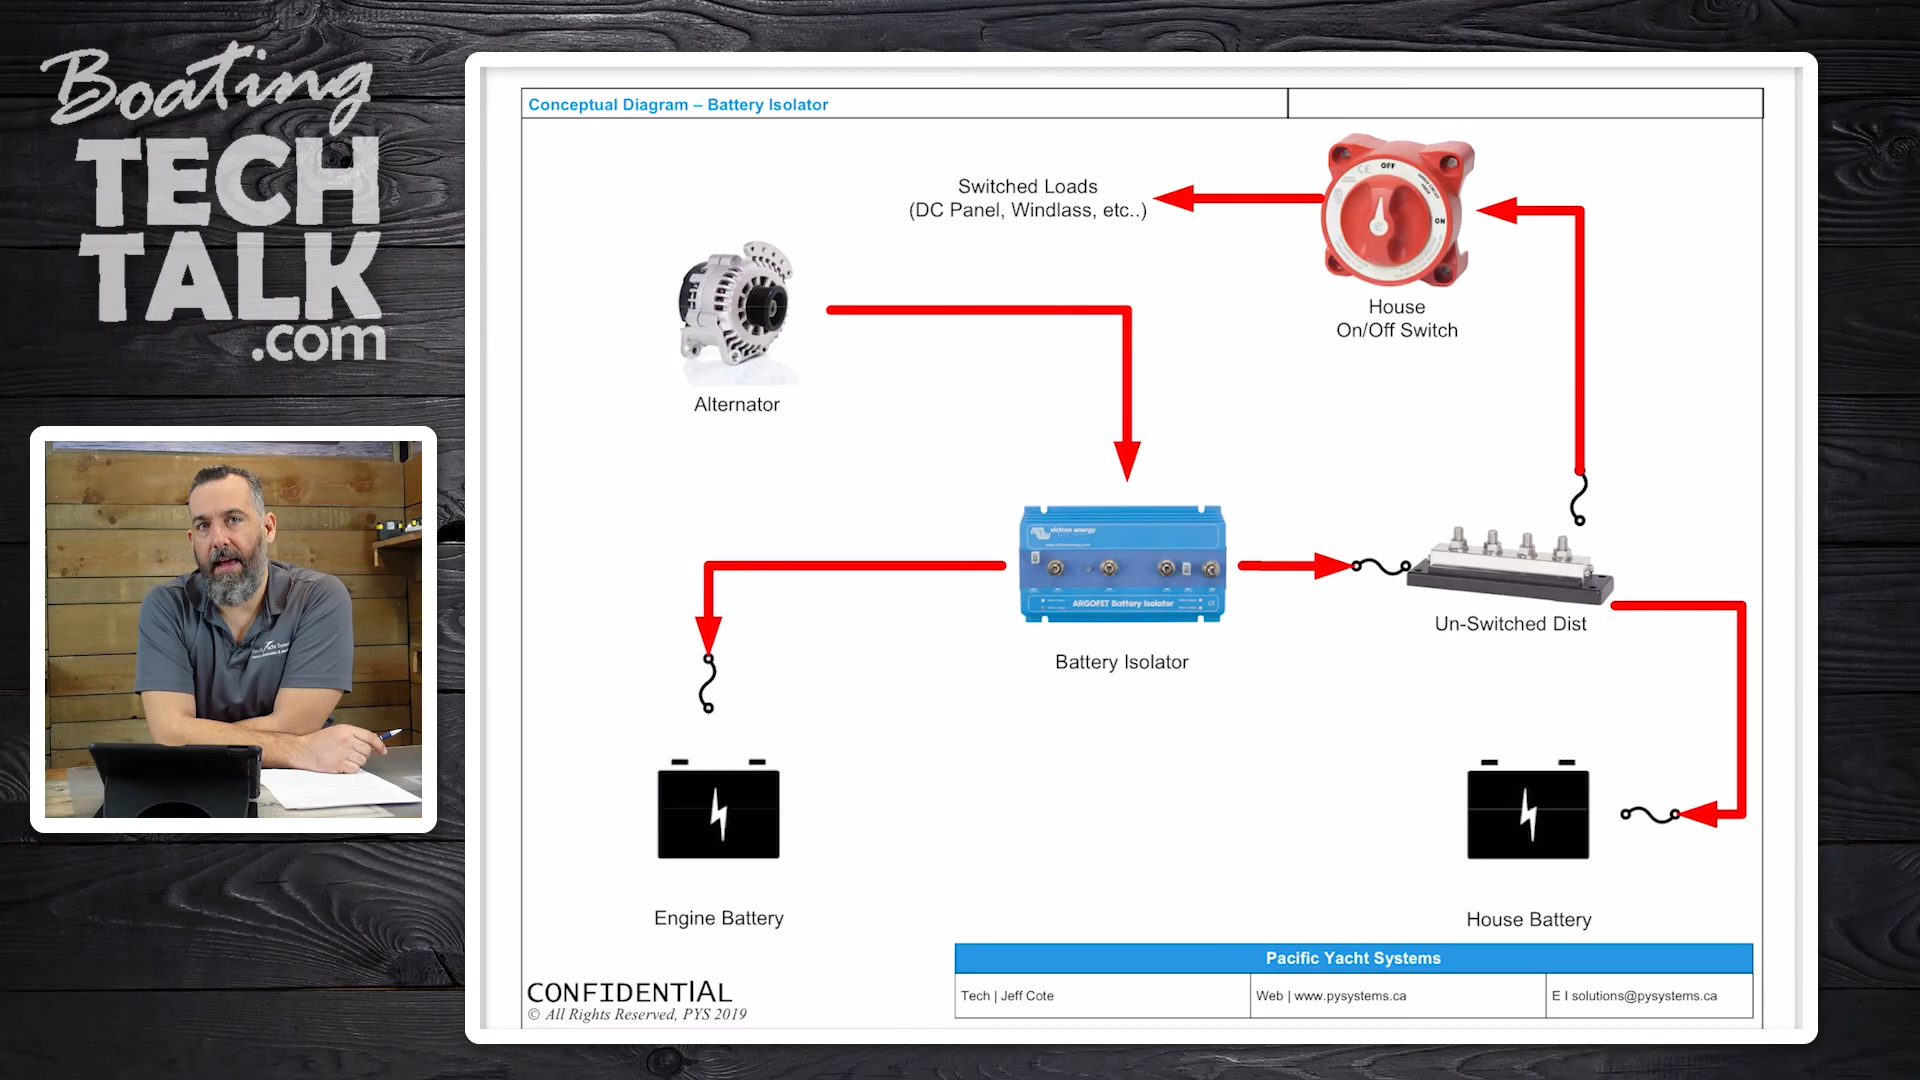 Boating
TECH
TALK
.com
Conceptual Diagram – Battery Isolator
Switched Loads
(DC Panel, Windlass, etc..)
OFF
ON
House
On/Off Switch
Alternator
victron energy
ARGOFET Battery Isolator
Battery Isolator
Un-Switched Dist
Engine Battery
House Battery
Pacific Yacht Systems
Tech | Jeff Cote
Web | www.pysystems.ca
E I solutions@pysystems.ca
CONFIDENTIAL
© All Rights Reserved, PYS 2019